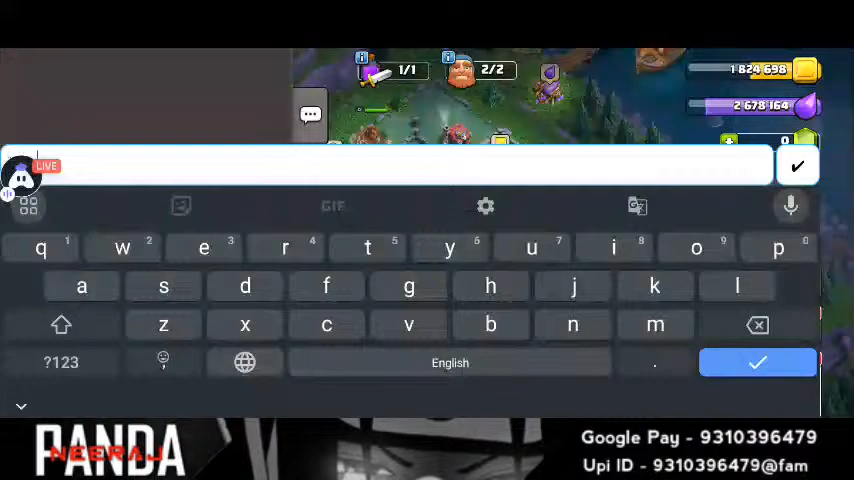 1/1
2/2
1 824 698
2 678 164
0
LIVE
GIF
q 1 w 2 e 3 r 4 t 5 y 6 u 7 i 8 o 9 p 0
a s d f g h j k l
z x c v b n m
?123 , English .
PANDA
NEERAJ
Google Pay - 9310396479
Upi ID - 9310396479@fam